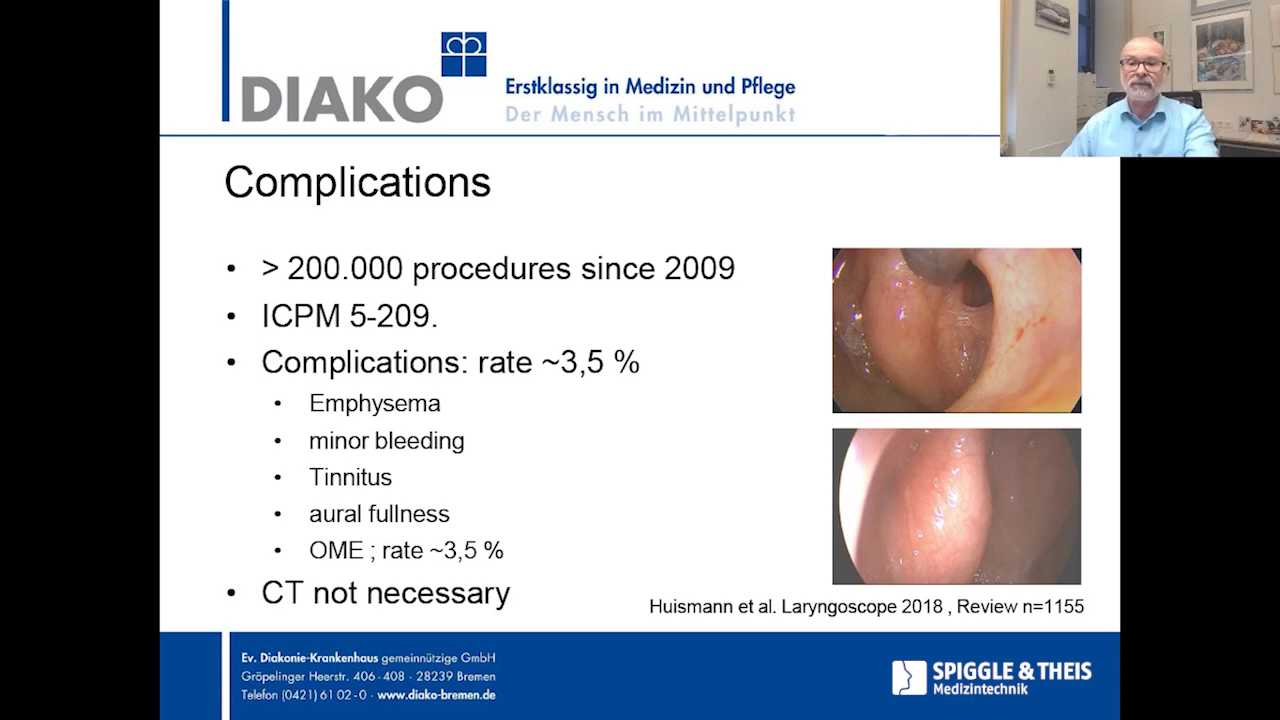 DIAKO
Erstklassig in Medizin und Pflege
Der Mensch im Mittelpunkt
Complications
• > 200.000 procedures since 2009
• ICPM 5-209.
• Complications: rate ~3,5 %
• Emphysema
• minor bleeding
• Tinnitus
• aural fullness
• OME ; rate ~3,5 %
• CT not necessary
Huismann et al. Laryngoscope 2018 , Review n=1155
Ev. Diakonie-Krankenhaus gemeinnützige GmbH
Gröpelinger Heerstr. 406 - 408 · 28239 Bremen
Telefon (0421) 61 02 - 0 · www.diako-bremen.de
SPIGGLE & THEIS
Medizintechnik